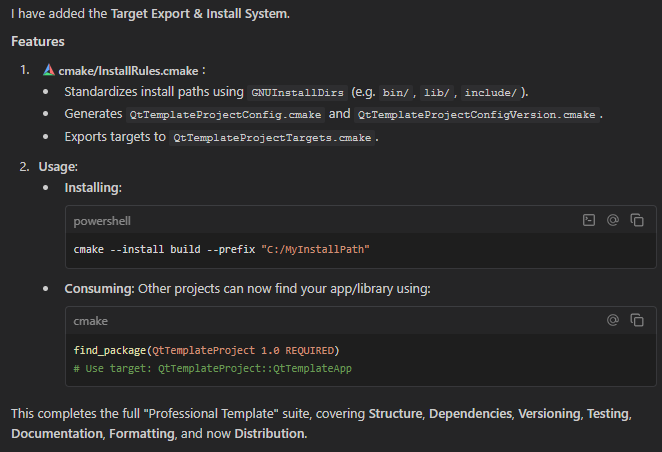 I have added the Target Export & Install System.
Features
1. cmake/InstallRules.cmake :
• Standardizes install paths using GNUInstallDirs (e.g. bin/ , lib/ , include/ ).
• Generates QtTemplateProjectConfig.cmake and QtTemplateProjectConfigVersion.cmake .
• Exports targets to QtTemplateProjectTargets.cmake .
2. Usage:
• Installing:
powershell
cmake --install build --prefix "C:/MyInstallPath"
• Consuming: Other projects can now find your app/library using:
cmake
find_package(QtTemplateProject 1.0 REQUIRED)
# Use target: QtTemplateProject::QtTemplateApp
This completes the full "Professional Template" suite, covering Structure, Dependencies, Versioning, Testing,
Documentation, Formatting, and now Distribution.